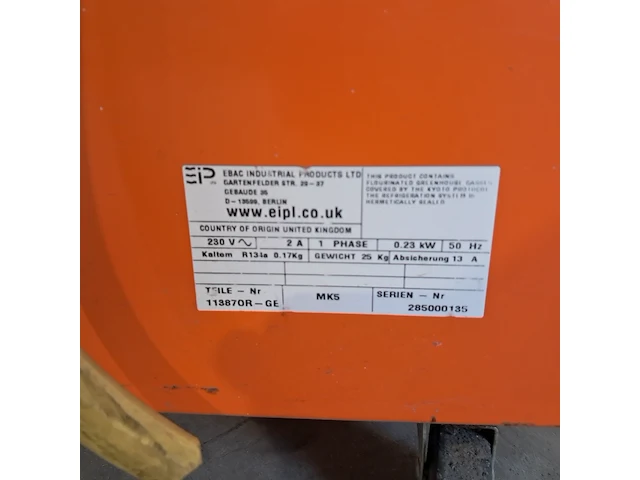 EIP EBAC INDUSTRIAL PRODUCTS LTD
GARTENFELDER STR. 29-37
GEBAUDE 35
D-13599, BERLIN
www.eipl.co.uk
THIS PRODUCT CONTAINS
FLOURINATED GREENHOUSE GASES
COVERED BY THE KYOTO PROTOCOL
THE REFRIGERATION SYSTEM IS
HERMETICALLY SEALED
COUNTRY OF ORIGIN UNITED KINGDOM
230 V 2 A 1 PHASE 0.23 kW 50 Hz
Kaltem R134a 0.17Kg GEWICHT 25 Kg Absicherung 13 A
TEILE - Nr MK5 SERIEN - Nr
113870R-GE 285000135